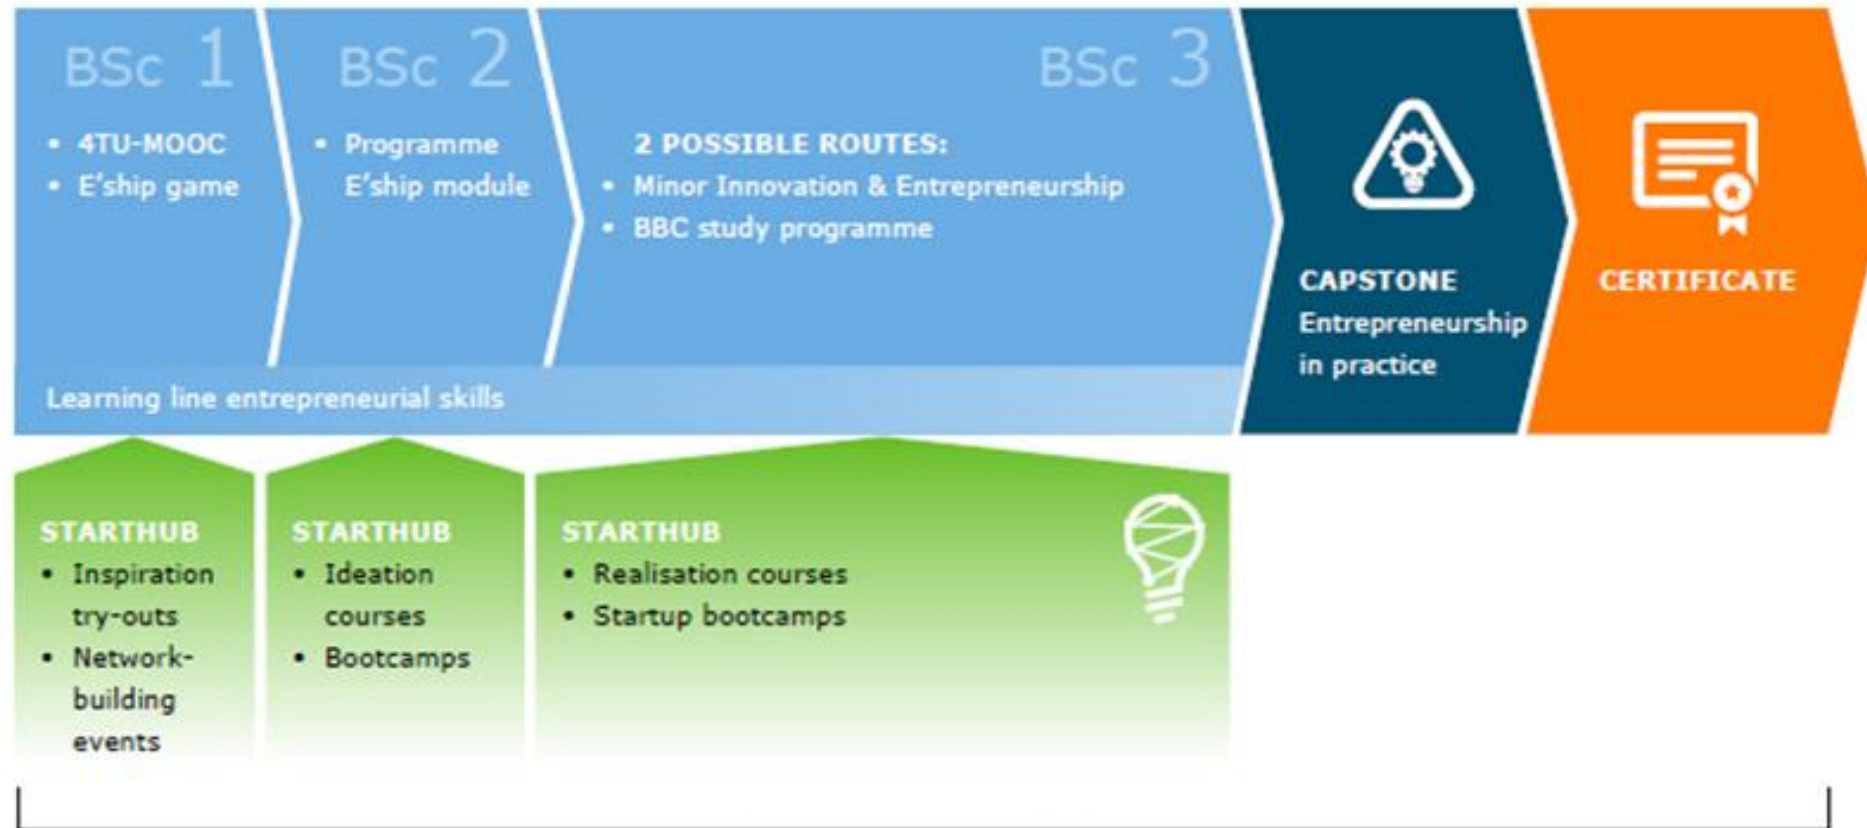 BSc 1
• 4TU-MOOC
• E'ship game
BSc 2
• Programme
E'ship module
BSc 3
2 POSSIBLE ROUTES:
• Minor Innovation & Entrepreneurship
• BBC study programme
Learning line entrepreneurial skills
CAPSTONE
Entrepreneurship
in practice
CERTIFICATE
STARTHUB
• Inspiration
try-outs
• Network-
building
events
STARTHUB
• Ideation
courses
• Bootcamps
STARTHUB
• Realisation courses
• Startup bootcamps